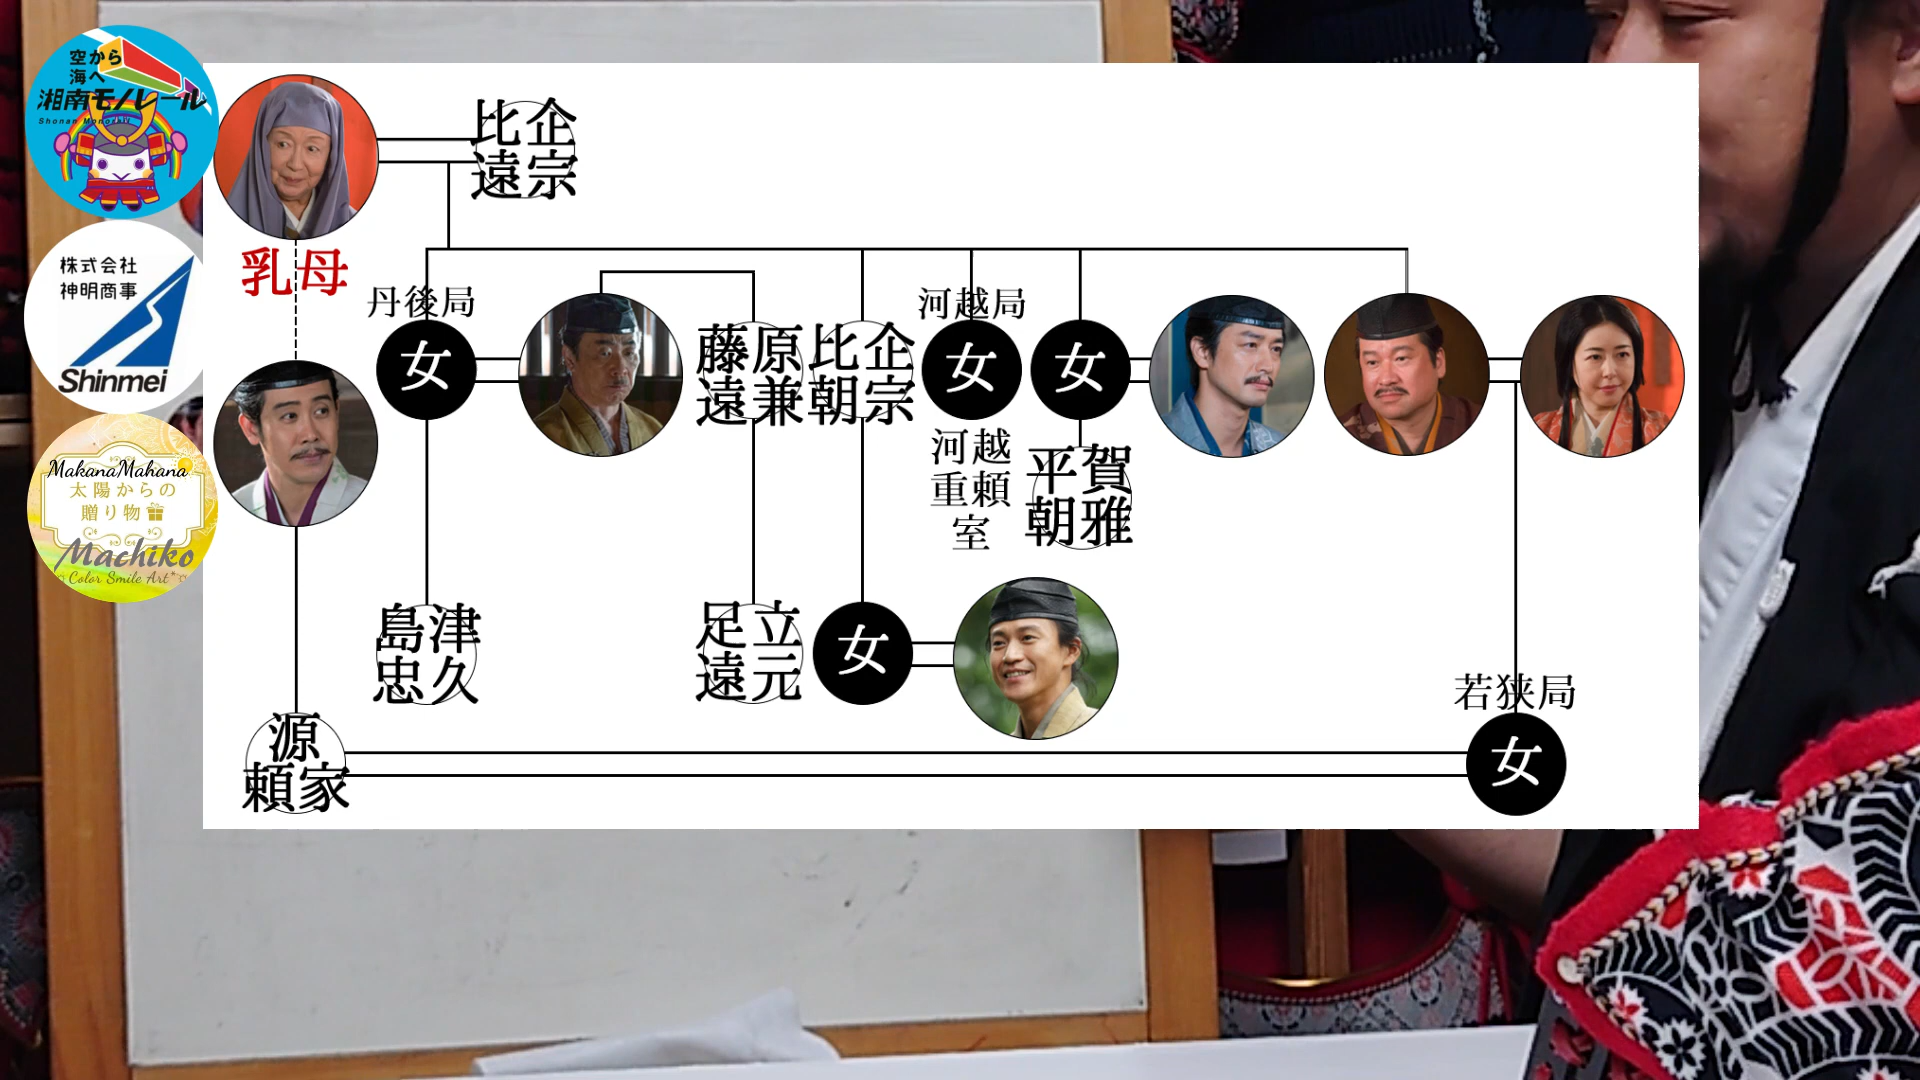 空から
海へ
湘南モノレール
Shonan Monorail
株式会社
神明商事
Shinmei
MakanaMahana
太陽からの
贈り物
Machiko
Color Smile Art
比企
遠宗
乳母
丹後局
女
藤原
遠兼
比企
朝宗
河越局
女
河越
重頼
室
女
平賀
朝雅
島津
忠久
足立
遠元
女
若狭局
女
源
頼家